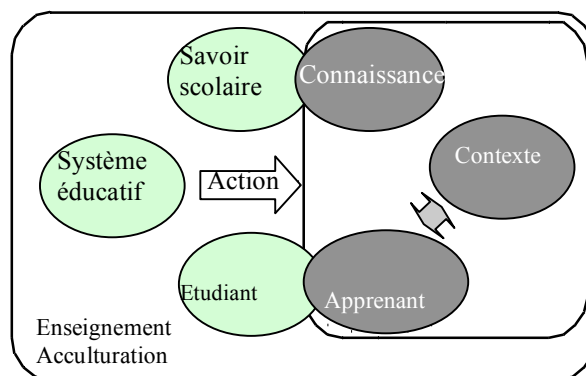 Savoir
scolaire
Connaissance
Système
éducatif
Action
Contexte
Etudiant
Apprenant
Enseignement
Acculturation